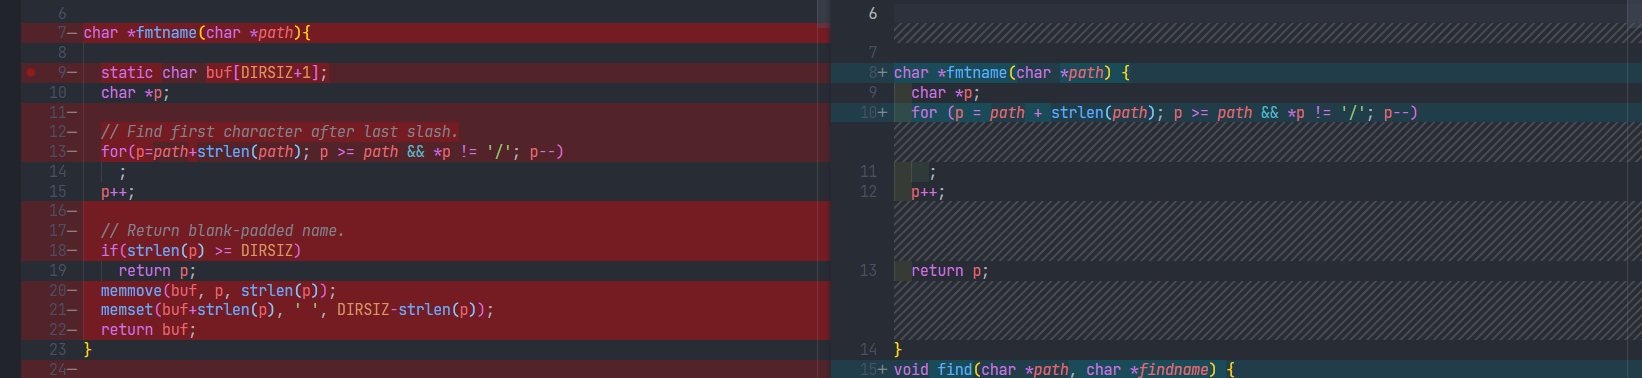 6
7— char *fmtname(char *path){
8
9— static char buf[DIRSIZ+1];
10 char *p;
11—
12— // Find first character after last slash.
13— for(p=path+strlen(path); p >= path && *p != '/'; p--)
14 ;
15 p++;
16—
17— // Return blank-padded name.
18— if(strlen(p) >= DIRSIZ)
19 return p;
20— memmove(buf, p, strlen(p));
21— memset(buf+strlen(p), ' ', DIRSIZ-strlen(p));
22— return buf;
23 }
24—
6
7
8+ char *fmtname(char *path) {
9 char *p;
10+ for (p = path + strlen(path); p >= path && *p != '/'; p--)
11 ;
12 p++;
13 return p;
14 }
15+ void find(char *path, char *findname) {